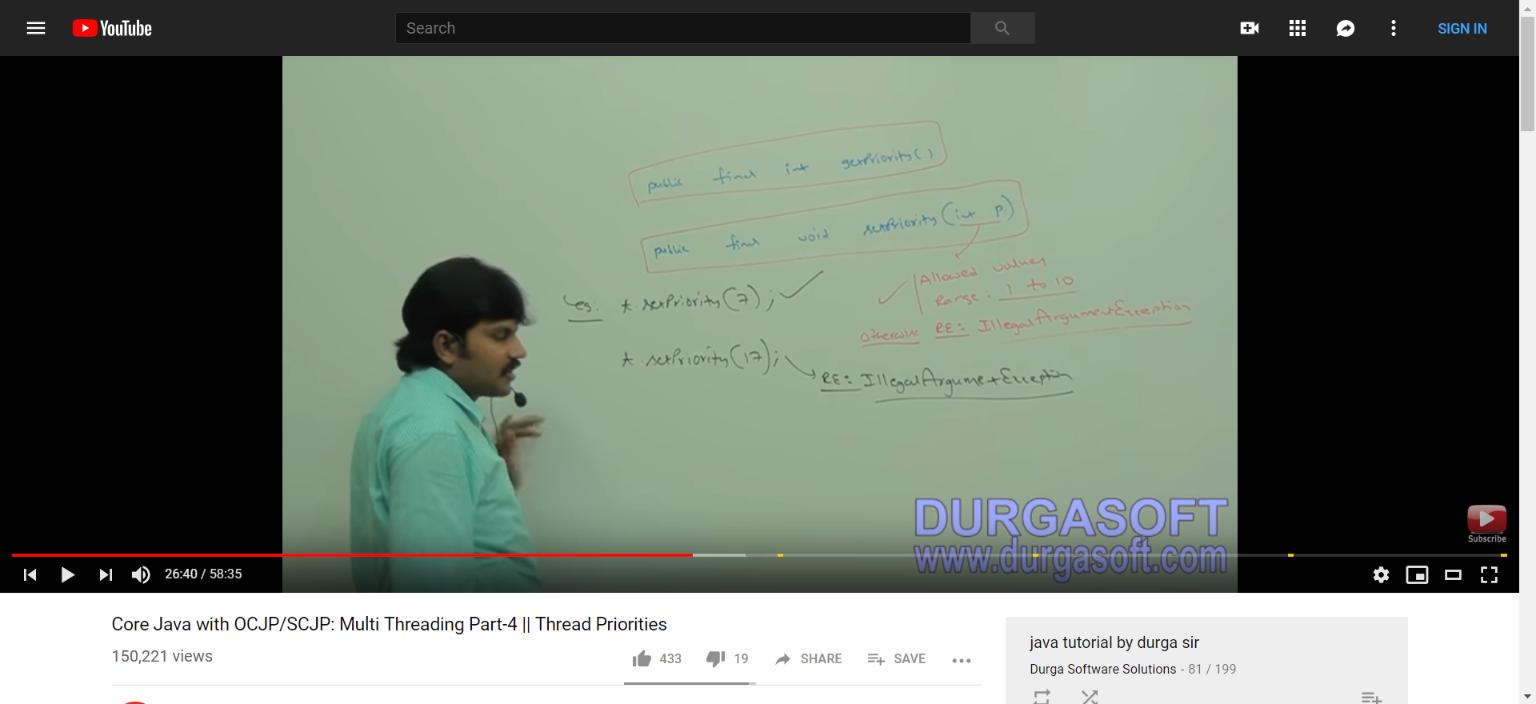 YouTube
Search
SIGN IN
public final int getPriority()
public final void setPriority(int p)
Allowed values
Range: 1 to 10
otherwise RE: IllegalArgumentException
eg: t.setPriority(7);
t.setPriority(17);
RE: IllegalArgumentException
DURGASOFT
www.durgasoft.com
Subscribe
26:40 / 58:35
Core Java with OCJP/SCJP: Multi Threading Part-4 || Thread Priorities
150,221 views
433
19
SHARE
SAVE
java tutorial by durga sir
Durga Software Solutions - 81 / 199